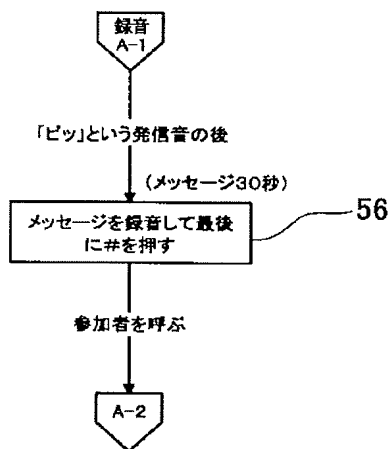 録音
A-1
「ピッ」という発信音の後
(メッセージ30秒)
メッセージを録音して最後
に#を押す
56
参加者を呼ぶ
A-2